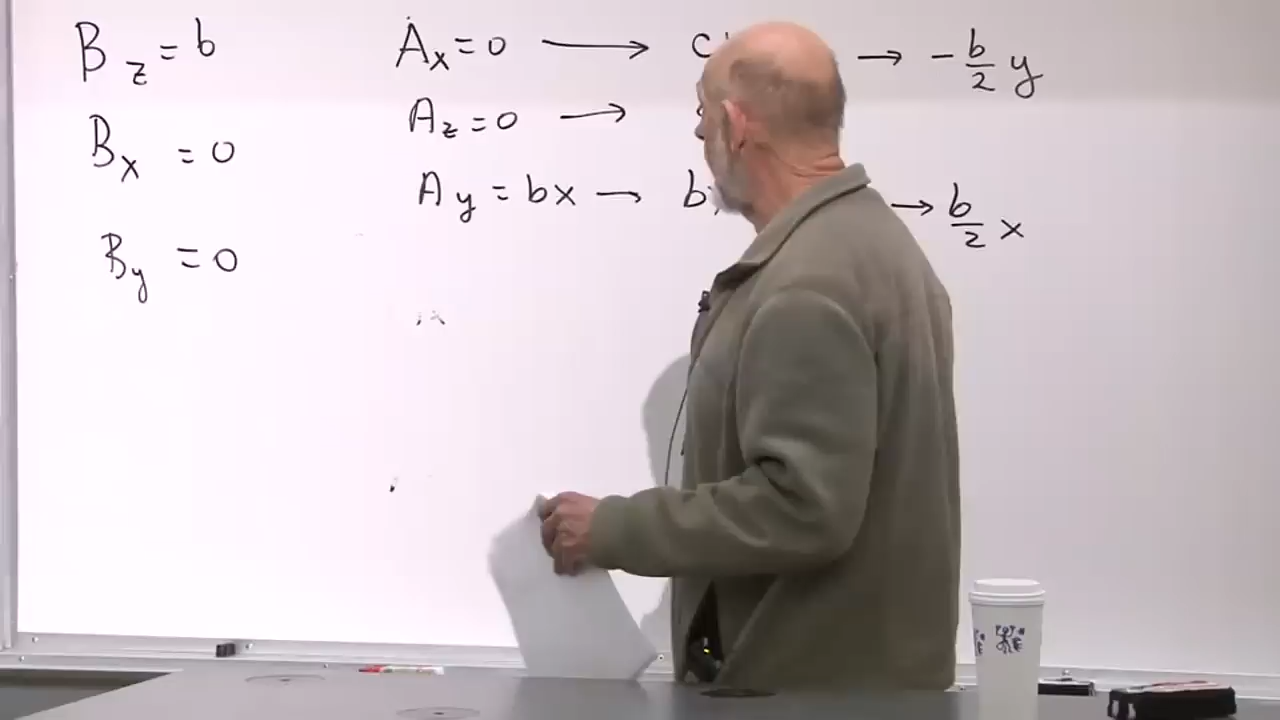 B_z = b    A_x = 0 ⟶ c    → -b/2 y
B_x = 0    A_z = 0 →
A_y = bx → b    → b/2 x
B_y = 0